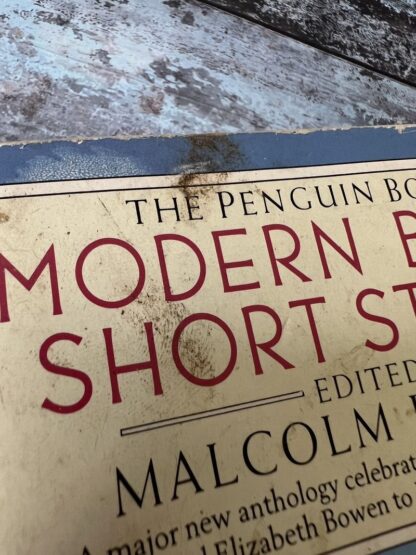 THE PENGUIN BO
MODERN B
SHORT ST
EDITED
MALCOLM
A major new anthology celebrat
Elizabeth Bowen to